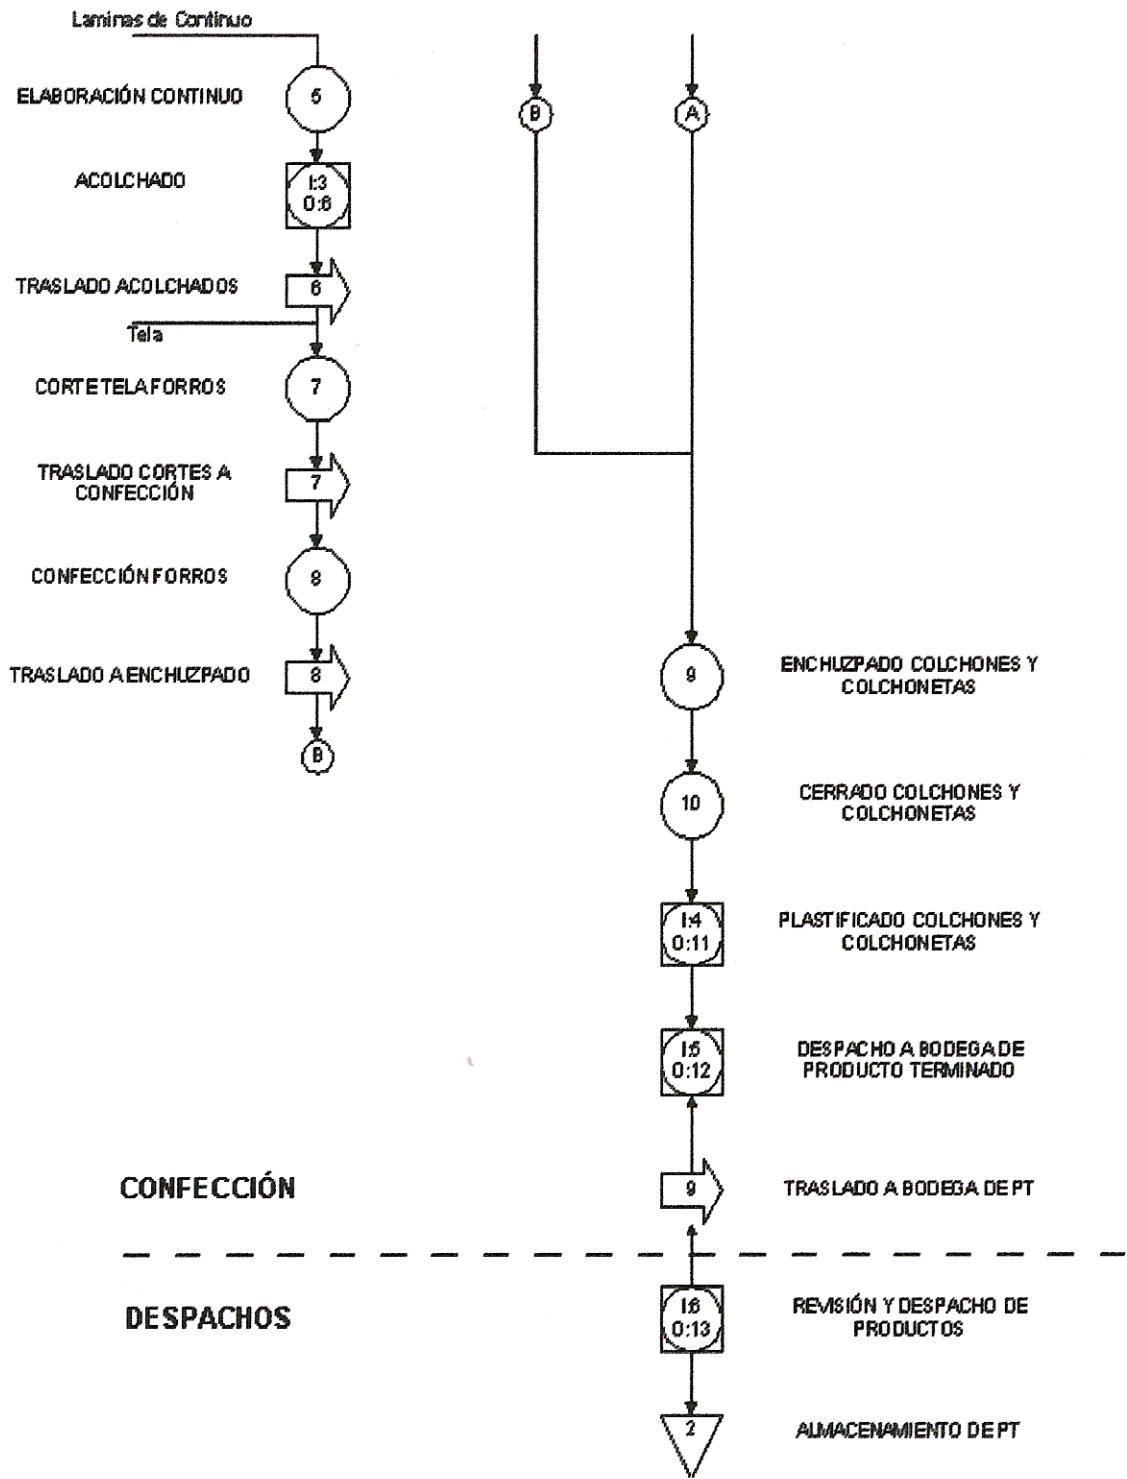 Laminas de Continuo
ELABORACIÓN CONTINUO
5
ACOLCHADO
I:3
O:6
TRASLADO ACOLCHADOS
6
Tela
CORTE TELA FORROS
7
TRASLADO CORTES A
CONFECCIÓN
7
CONFECCIÓN FORROS
8
TRASLADO A ENCHUZPADO
8
B
B
A
9
ENCHUZPADO COLCHONES Y
COLCHONETAS
10
CERRADO COLCHONES Y
COLCHONETAS
I:4
O:11
PLASTIFICADO COLCHONES Y
COLCHONETAS
I:5
O:12
DESPACHO A BODEGA DE
PRODUCTO TERMINADO
CONFECCIÓN
9
TRASLADO A BODEGA DE PT
DESPACHOS
I:6
O:13
REVISIÓN Y DESPACHO DE
PRODUCTOS
2
ALMACENAMIENTO DE PT